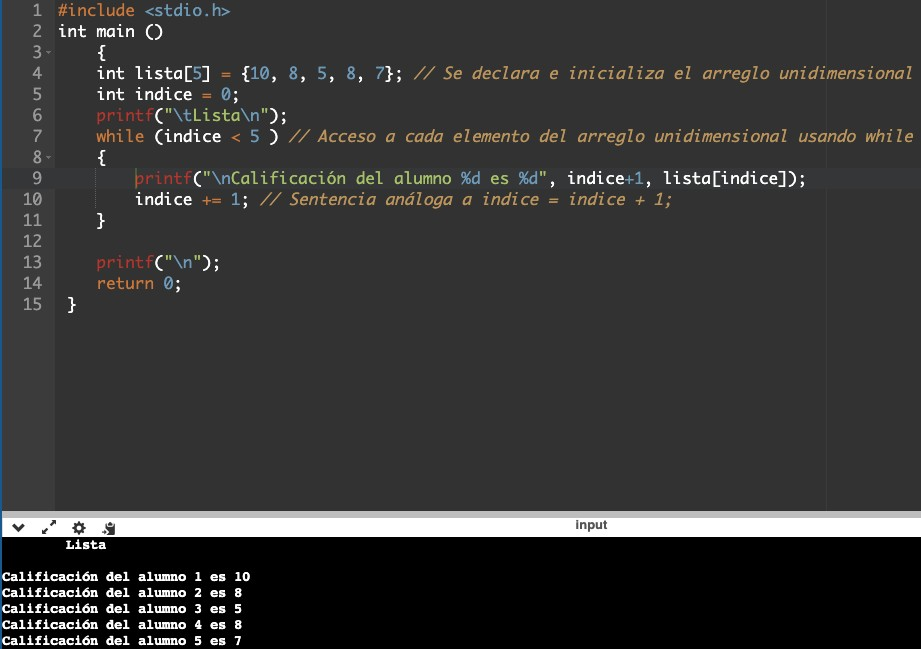 1 #include <stdio.h>
2 int main ()
3 {
4 int lista[5] = {10, 8, 5, 8, 7}; // Se declara e inicializa el arreglo unidimensional
5 int indice = 0;
6 printf("\tLista\n");
7 while (indice < 5 ) // Acceso a cada elemento del arreglo unidimensional usando while
8 {
9 printf("\nCalificación del alumno %d es %d", indice+1, lista[indice]);
10 indice += 1; // Sentencia análoga a indice = indice + 1;
11 }
12
13 printf("\n");
14 return 0;
15 }
input
Lista
Calificación del alumno 1 es 10
Calificación del alumno 2 es 8
Calificación del alumno 3 es 5
Calificación del alumno 4 es 8
Calificación del alumno 5 es 7